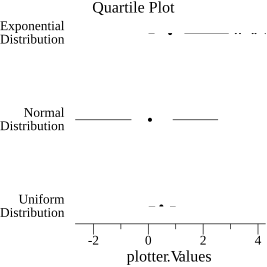 Quartile Plot
Exponential
Distribution
Normal
Distribution
Uniform
Distribution
-2 0 2 4
plotter.Values